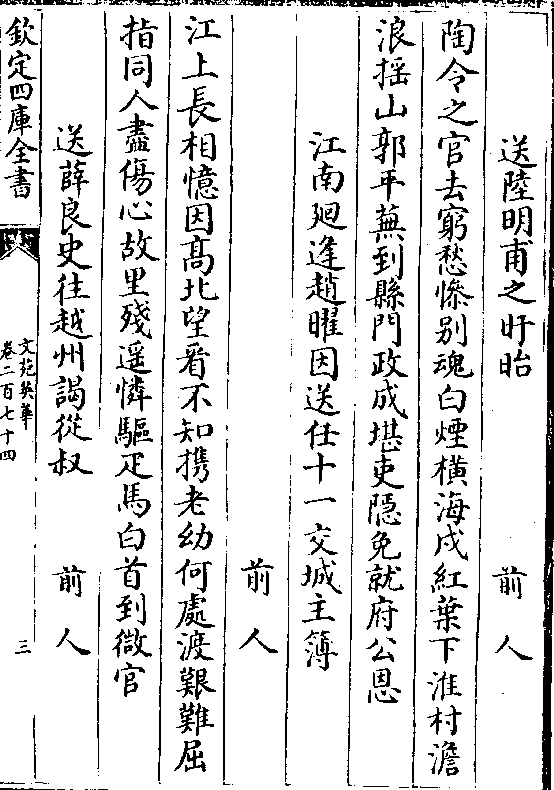 送陸明甫之盱眙　前人
陶令之官去窮愁慘别魂白煙横海戍紅葉下淮村澹
浪摇山郭平蕪到縣門政成堪吏隠免就府公恩
江南廻逢趙曜因送任十一交城主簿
前人
江上長相憶因髙北望看不知携老幼何處渡艱難屈
指同人盡傷心故里殘遥憐驅疋馬白首到微官
送薛良史往越州謁從叔　前人
欽定四庫全書
文苑英華
卷二百七十四
三